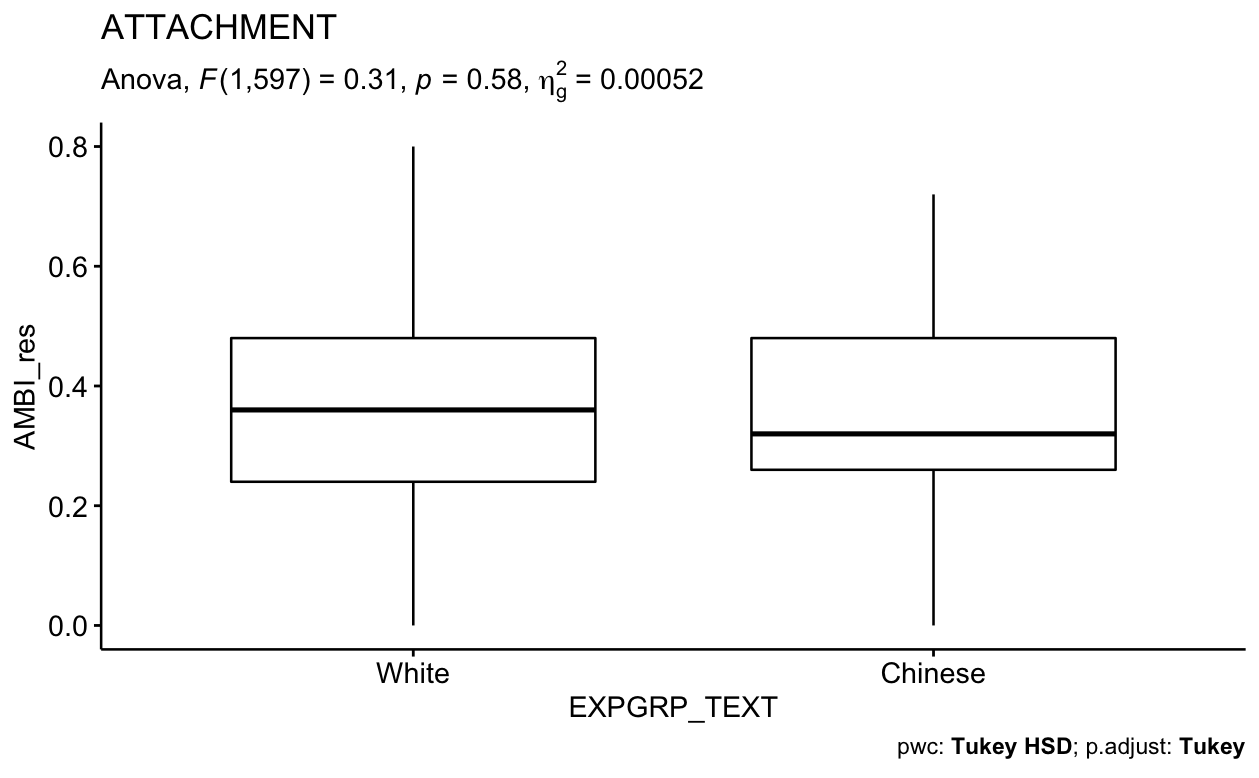 ATTACHMENT
Anova, F(1,597) = 0.31, p = 0.58, η²g = 0.00052
AMBI_res
0.8
0.6
0.4
0.2
0.0
White Chinese
EXPGRP_TEXT
pwc: Tukey HSD; p.adjust: Tukey